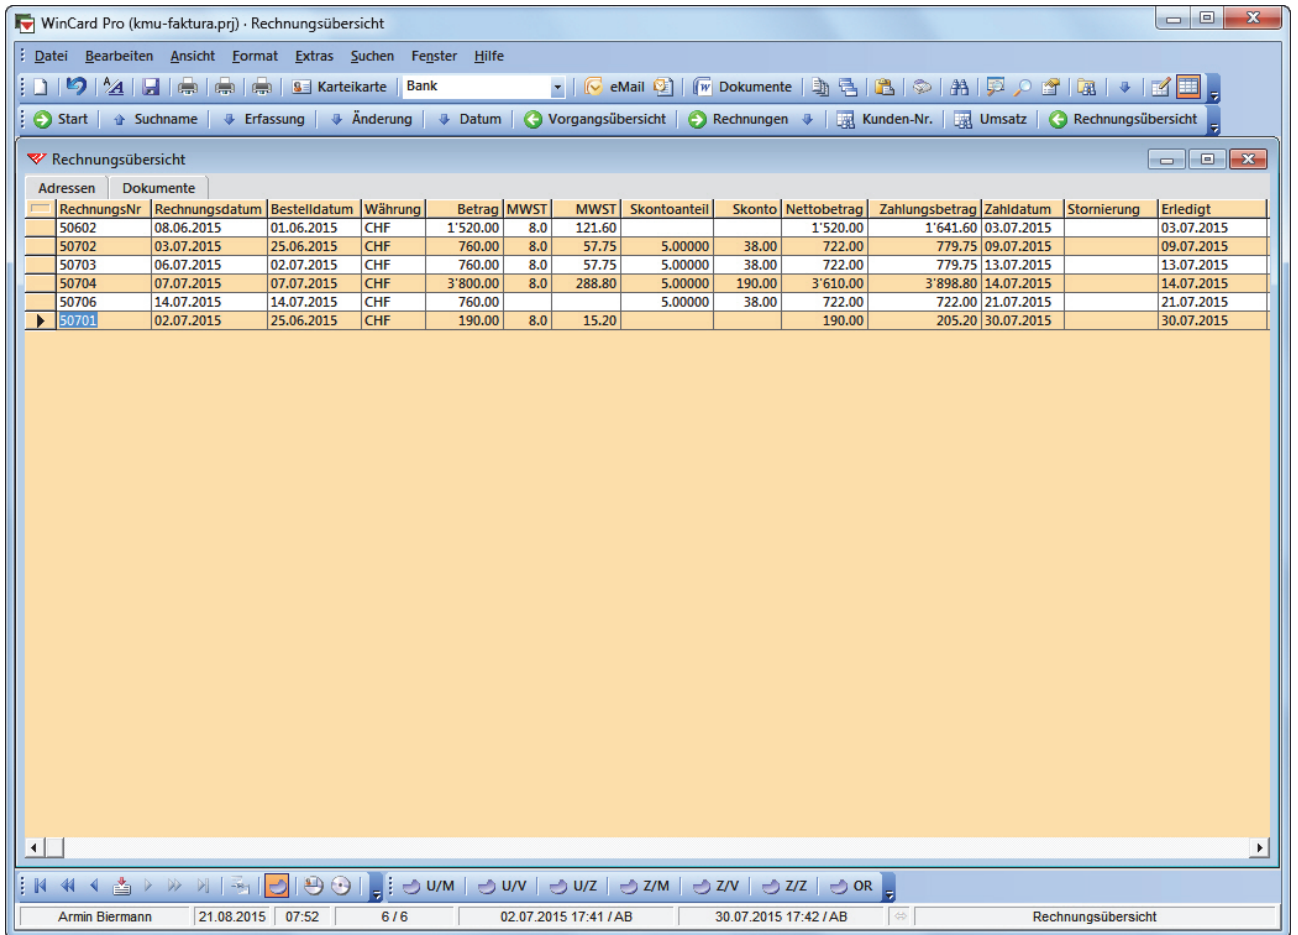 WinCard Pro (kmu-faktura.prj) · Rechnungsübersicht
Datei Bearbeiten Ansicht Format Extras Suchen Fenster Hilfe
Karteikarte Bank eMail Dokumente
Start Suchname Erfassung Änderung Datum Vorgangsübersicht Rechnungen Kunden-Nr. Umsatz Rechnungsübersicht
Rechnungsübersicht
Adressen Dokumente
RechnungsNr Rechnungsdatum Bestelldatum Währung Betrag MWST MWST Skontoanteil Skonto Nettobetrag Zahlungsbetrag Zahldatum Stornierung Erledigt
50602 08.06.2015 01.06.2015 CHF 1'520.00 8.0 121.60 1'520.00 1'641.60 03.07.2015 03.07.2015
50702 03.07.2015 25.06.2015 CHF 760.00 8.0 57.75 5.00000 38.00 722.00 779.75 09.07.2015 09.07.2015
50703 06.07.2015 02.07.2015 CHF 760.00 8.0 57.75 5.00000 38.00 722.00 779.75 13.07.2015 13.07.2015
50704 07.07.2015 07.07.2015 CHF 3'800.00 8.0 288.80 5.00000 190.00 3'610.00 3'898.80 14.07.2015 14.07.2015
50706 14.07.2015 14.07.2015 CHF 760.00 5.00000 38.00 722.00 722.00 21.07.2015 21.07.2015
50701 02.07.2015 25.06.2015 CHF 190.00 8.0 15.20 190.00 205.20 30.07.2015 30.07.2015
U/M U/V U/Z Z/M Z/V Z/Z OR
Armin Biermann 21.08.2015 07:52 6 / 6 02.07.2015 17:41 / AB 30.07.2015 17:42 / AB Rechnungsübersicht